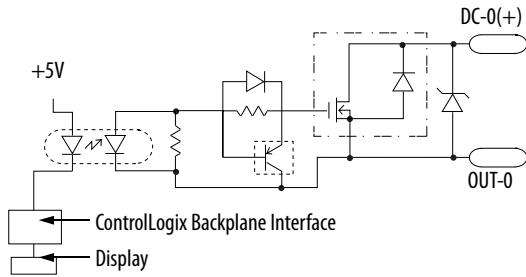 DC-0(+)
+5V
OUT-0
ControlLogix Backplane Interface
Display